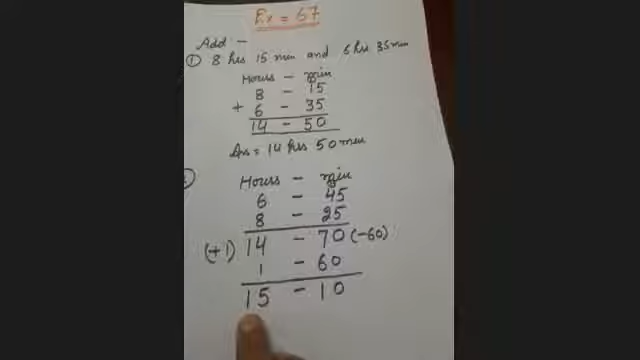 Ex = 67
Add -
① 8 hrs 15 min and 6 hrs 35 min
Hours - min
8 - 15
+ 6 - 35
14 - 50
Ans = 14 hrs 50 min
Hours - min
6 - 45
8 - 25
(+1) 14 - 70 (-60)
1 - 60
15 - 10